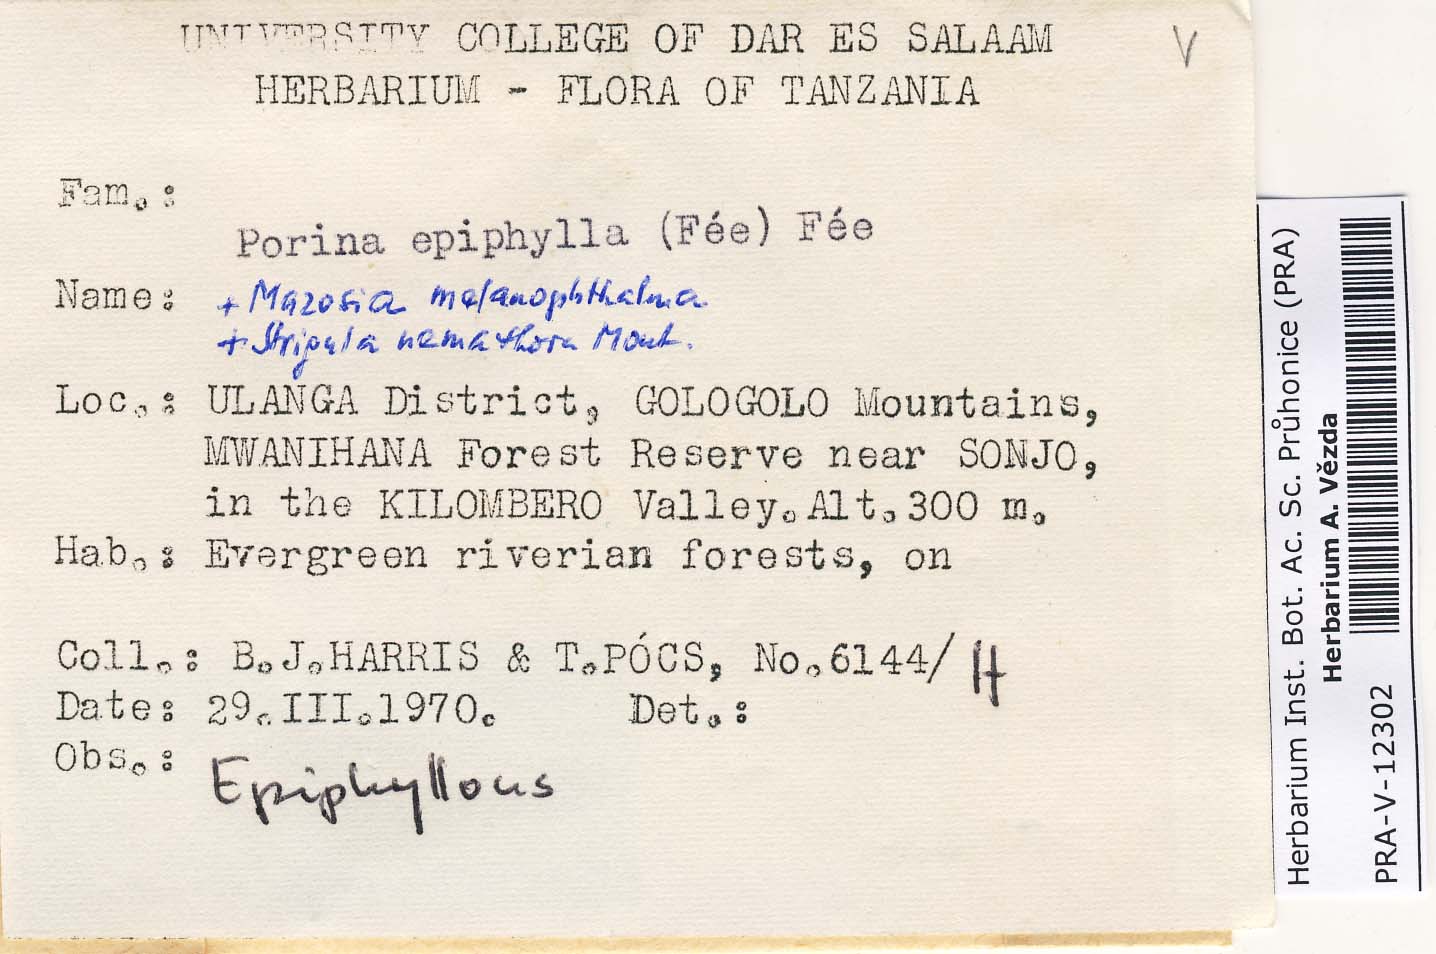 UNIVERSITY COLLEGE OF DAR ES SALAAM
HERBARIUM - FLORA OF TANZANIA
V
Fam.:
Porina epiphylla (Fée) Fée
Name: + Mazosia melanophthalma
+ Strigula nemathora Mont.
Loc.: ULANGA District, GOLOGOLO Mountains,
MWANIHANA Forest Reserve near SONJO,
in the KILOMBERO Valley. Alt. 300 m.
Hab.: Evergreen riverian forests, on
Coll.: B.J.HARRIS & T.PÓCS, No.6144/H
Date: 29.III.1970. Det.:
Obs.: Epiphyllous
Herbarium Inst. Bot. Ac. Sc. Průhonice (PRA)
Herbarium A. Vězda
PRA-V-12302